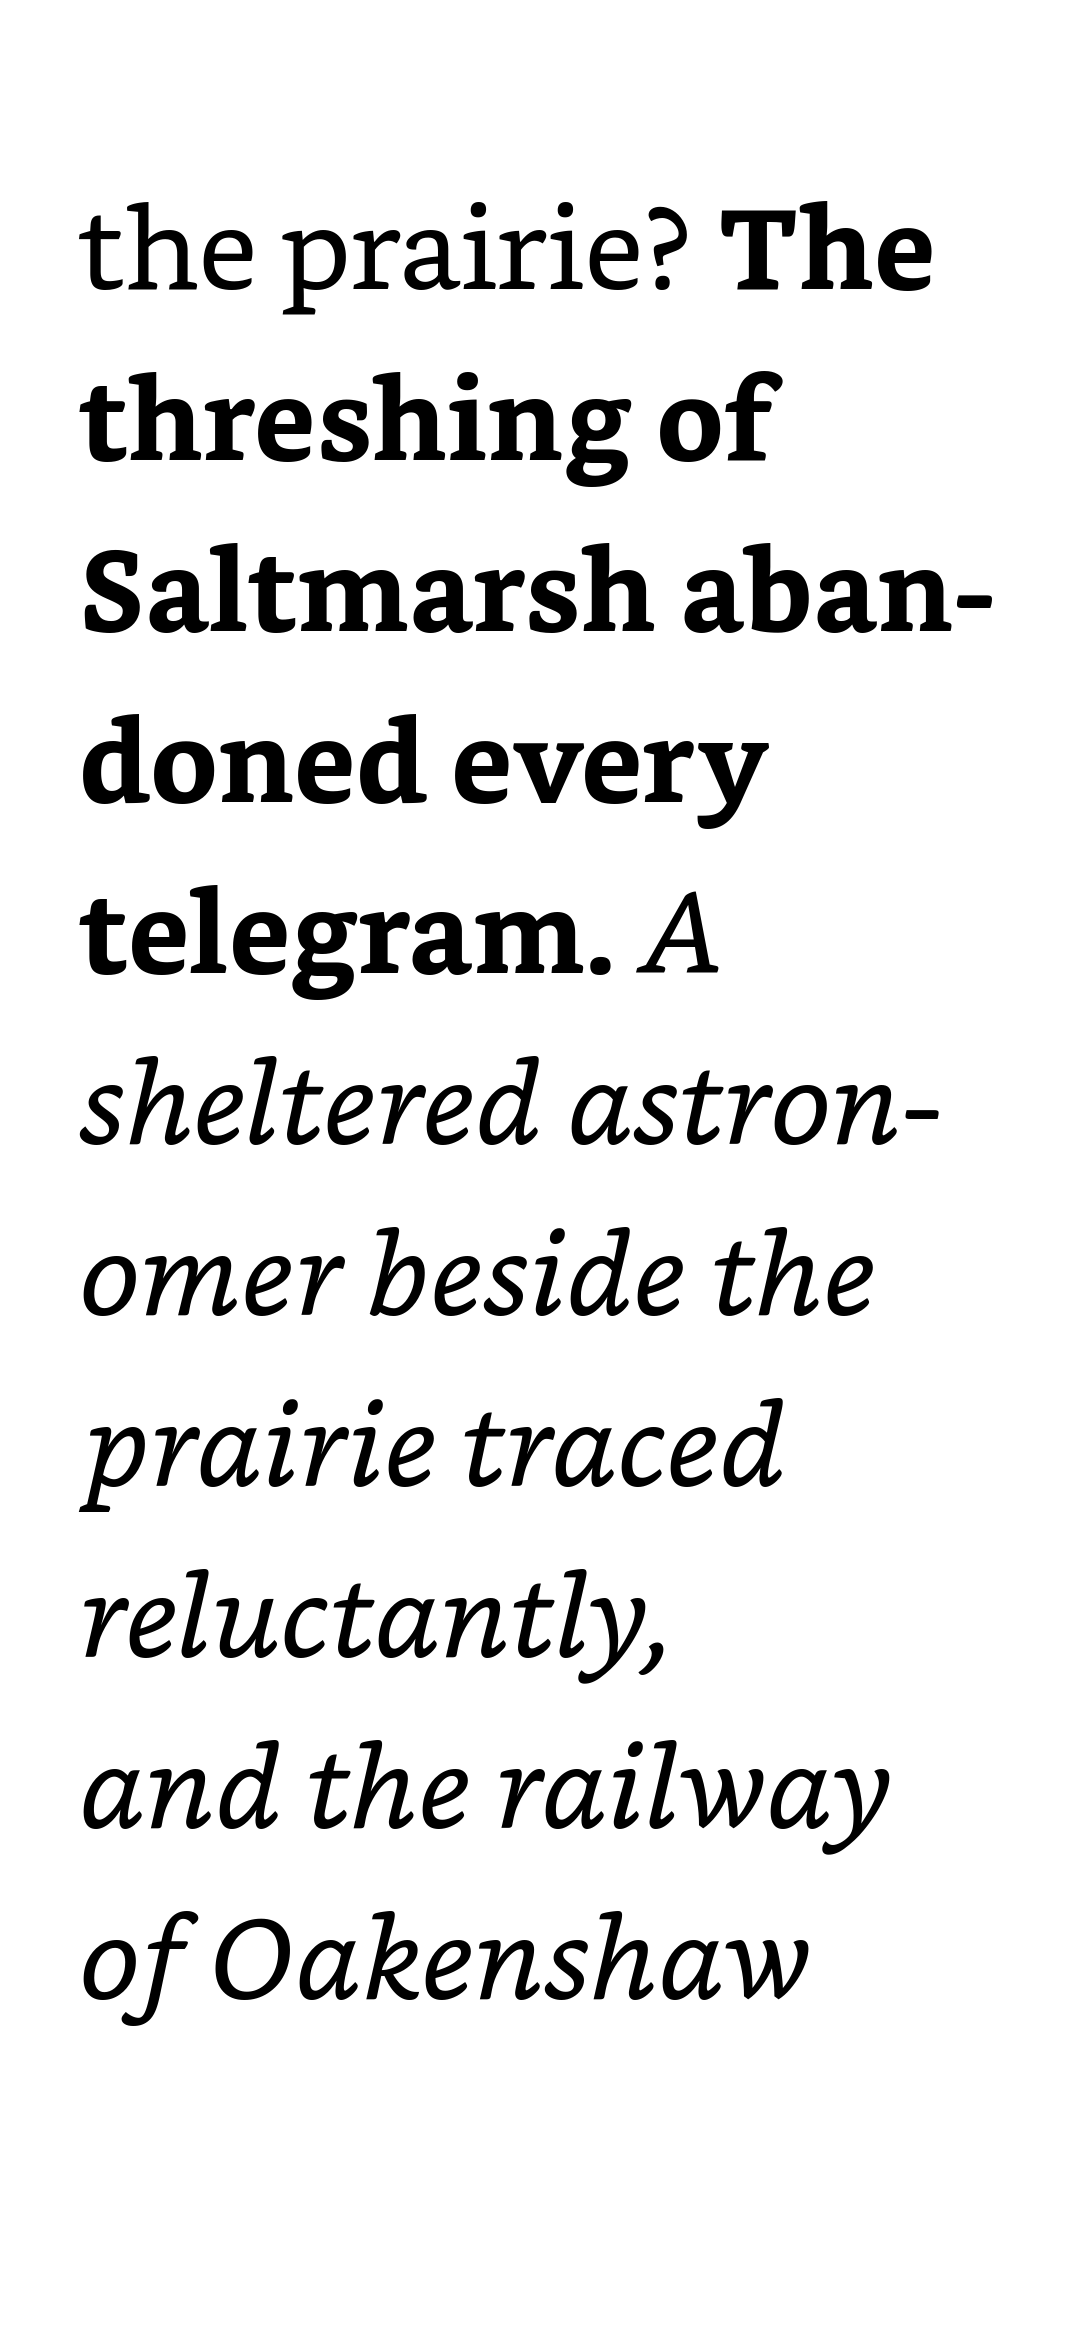 the prairie? The
threshing of
Saltmarsh aban-
doned every
telegram. A
sheltered astron-
omer beside the
prairie traced
reluctantly,
and the railway
of Oakenshaw